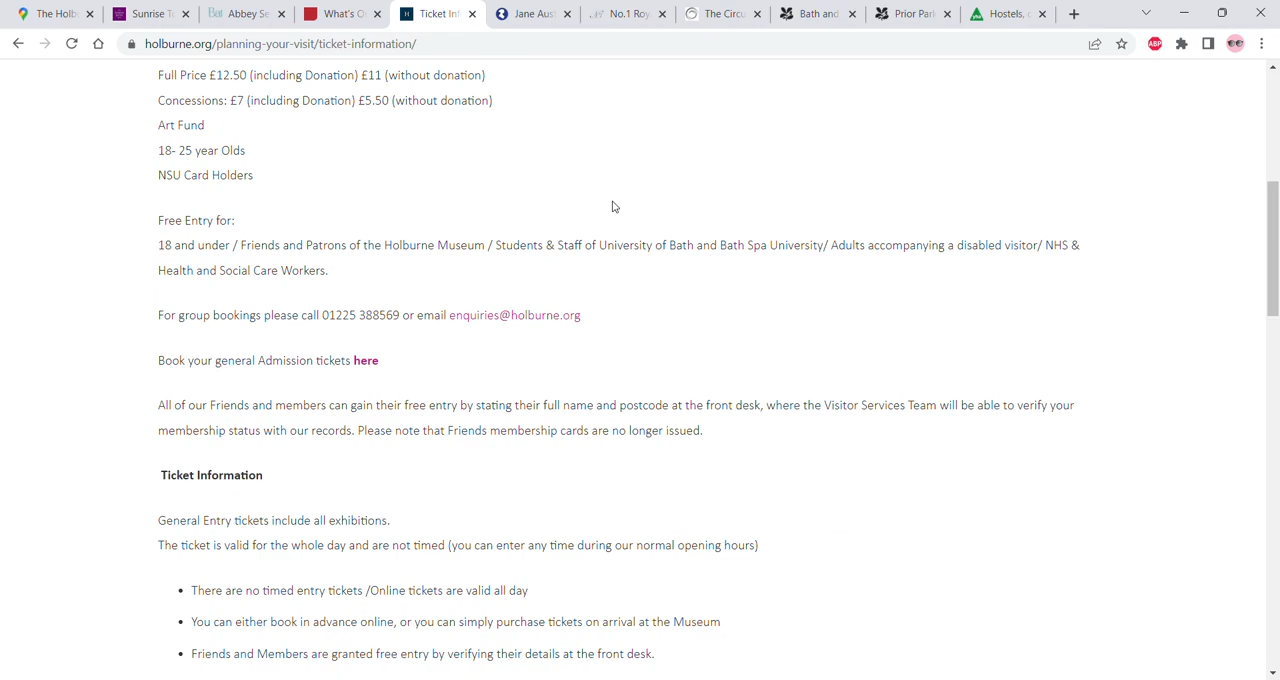 The Holb
Sunrise T
Bat Abbey Se
What's O
H Ticket In
Jane Aus
No.1 Roy
The Circu
Bath and
Prior Park
Hostels, c
holburne.org/planning-your-visit/ticket-information/
ABP
Full Price £12.50 (including Donation) £11 (without donation)
Concessions: £7 (including Donation) £5.50 (without donation)
Art Fund
18- 25 year Olds
NSU Card Holders
Free Entry for:
18 and under / Friends and Patrons of the Holburne Museum / Students & Staff of University of Bath and Bath Spa University/ Adults accompanying a disabled visitor/ NHS &
Health and Social Care Workers.
For group bookings please call 01225 388569 or email enquiries@holburne.org
Book your general Admission tickets here
All of our Friends and members can gain their free entry by stating their full name and postcode at the front desk, where the Visitor Services Team will be able to verify your
membership status with our records. Please note that Friends membership cards are no longer issued.
Ticket Information
General Entry tickets include all exhibitions.
The ticket is valid for the whole day and are not timed (you can enter any time during our normal opening hours)
• There are no timed entry tickets /Online tickets are valid all day
• You can either book in advance online, or you can simply purchase tickets on arrival at the Museum
• Friends and Members are granted free entry by verifying their details at the front desk.